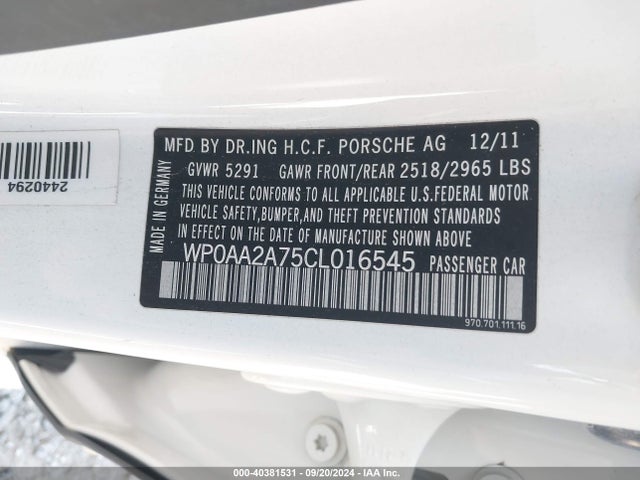 MFD BY DR.ING H.C.F. PORSCHE AG 12/11
GVWR 5291 GAWR FRONT/REAR 2518/2965 LBS
THIS VEHICLE CONFORMS TO ALL APPLICABLE U.S.FEDERAL MOTOR
VEHICLE SAFETY,BUMPER,AND THEFT PREVENTION STANDARDS
IN EFFECT ON THE DATE OF MANUFACTURE SHOWN ABOVE
WP0AA2A75CL016545 PASSENGER CAR
970.701.111.16
MADE IN GERMANY
2440294
000-40381531 - 09/20/2024 - IAA Inc.